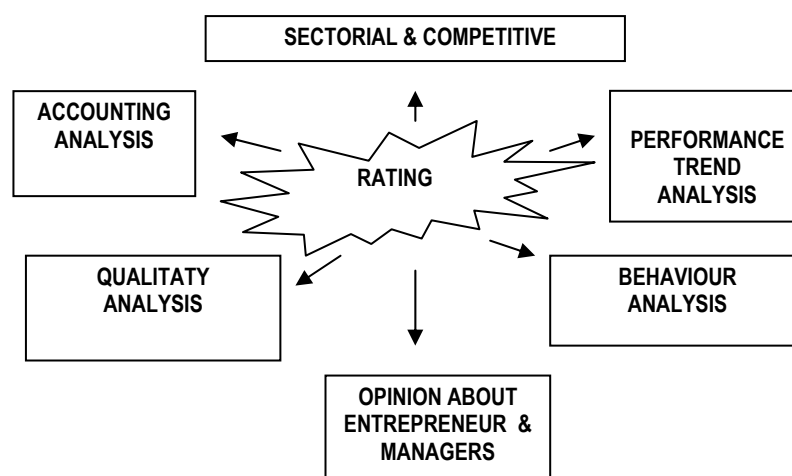 SECTORIAL & COMPETITIVE
ACCOUNTING
ANALYSIS
PERFORMANCE
TREND
ANALYSIS
RATING
QUALITATY
ANALYSIS
BEHAVIOUR
ANALYSIS
OPINION ABOUT
ENTREPRENEUR &
MANAGERS